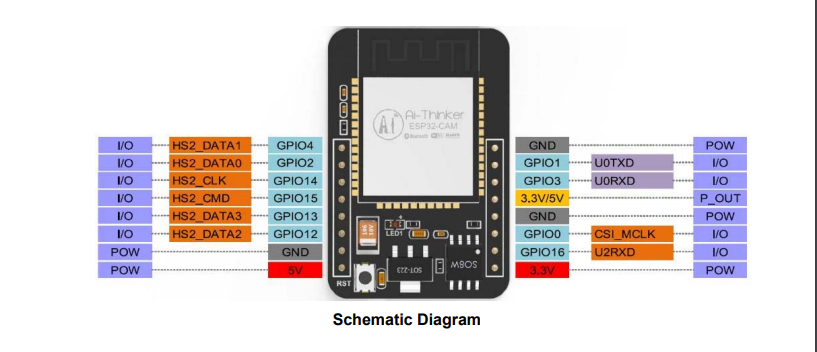 Ai-Thinker
ESP32-CAM
I/O HS2_DATA1 GPIO4 GND POW
I/O HS2_DATA0 GPIO2 GPIO1 U0TXD I/O
I/O HS2_CLK GPIO14 GPIO3 U0RXD I/O
I/O HS2_CMD GPIO15 3.3V/5V P_OUT
I/O HS2_DATA3 GPIO13 GND POW
I/O HS2_DATA2 GPIO12 GPIO0 CSI_MCLK I/O
POW GND GPIO16 U2RXD I/O
POW 5V 3.3V POW
LED1
SO8W
SOT-223
RST
Schematic Diagram